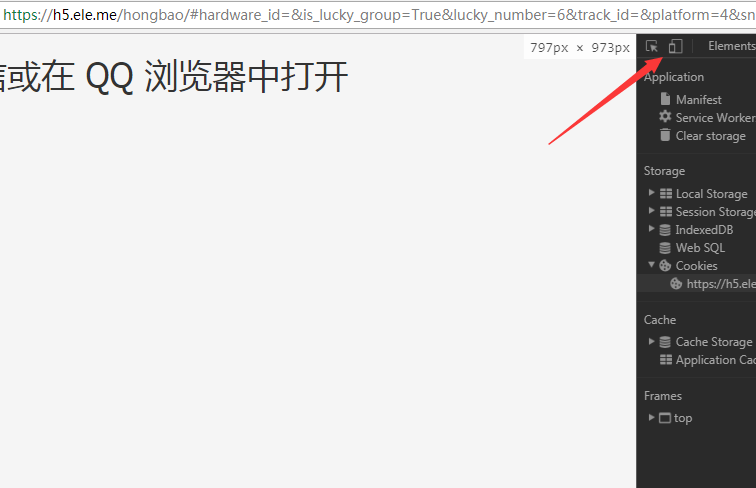 https://h5.ele.me/hongbao/#hardware_id=&is_lucky_group=True&lucky_number=6&track_id=&platform=4&sn
797px × 973px
Elements
或在 QQ 浏览器中打开
Application
Manifest
Service Worker
Clear storage
Storage
Local Storage
Session Storage
IndexedDB
Web SQL
Cookies
https://h5.ele
Cache
Cache Storage
Application Cac
Frames
top